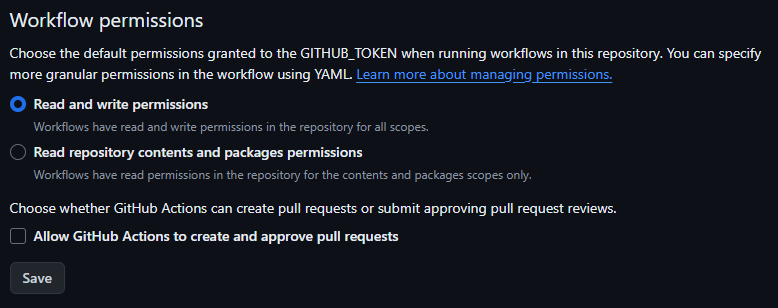 Workflow permissions
Choose the default permissions granted to the GITHUB_TOKEN when running workflows in this repository. You can specify
more granular permissions in the workflow using YAML. Learn more about managing permissions.
Read and write permissions
Workflows have read and write permissions in the repository for all scopes.
Read repository contents and packages permissions
Workflows have read permissions in the repository for the contents and packages scopes only.
Choose whether GitHub Actions can create pull requests or submit approving pull request reviews.
Allow GitHub Actions to create and approve pull requests
Save